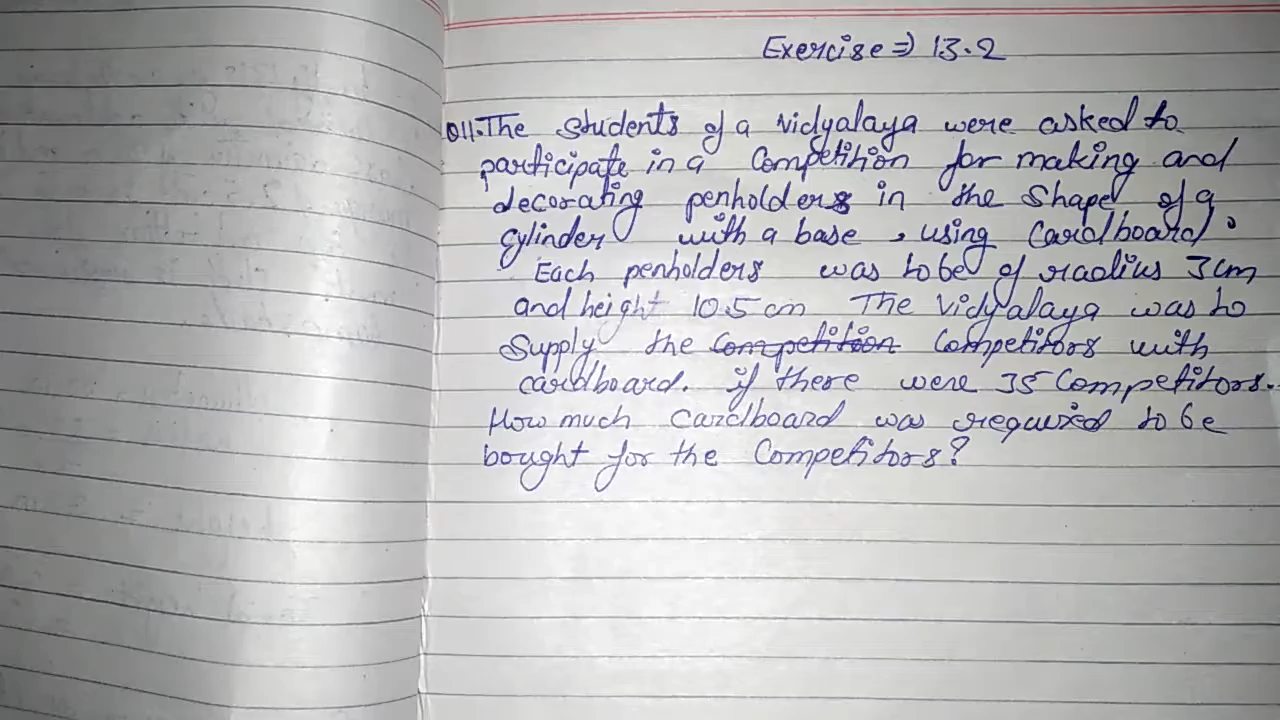 Exercise ⇒ 13.2
Q11. The students of a vidyalaya were asked to
participate in a Competition for making and
decorating penholders in the shape of a
cylinder with a base, using Cardboard.
Each penholders was to be of radius 3cm
and height 10.5 cm The Vidyalaya was to
Supply the competition Competitors with
cardboard. if there were 35 Competitors.
How much Cardboard was required to be
bought for the Competitors?